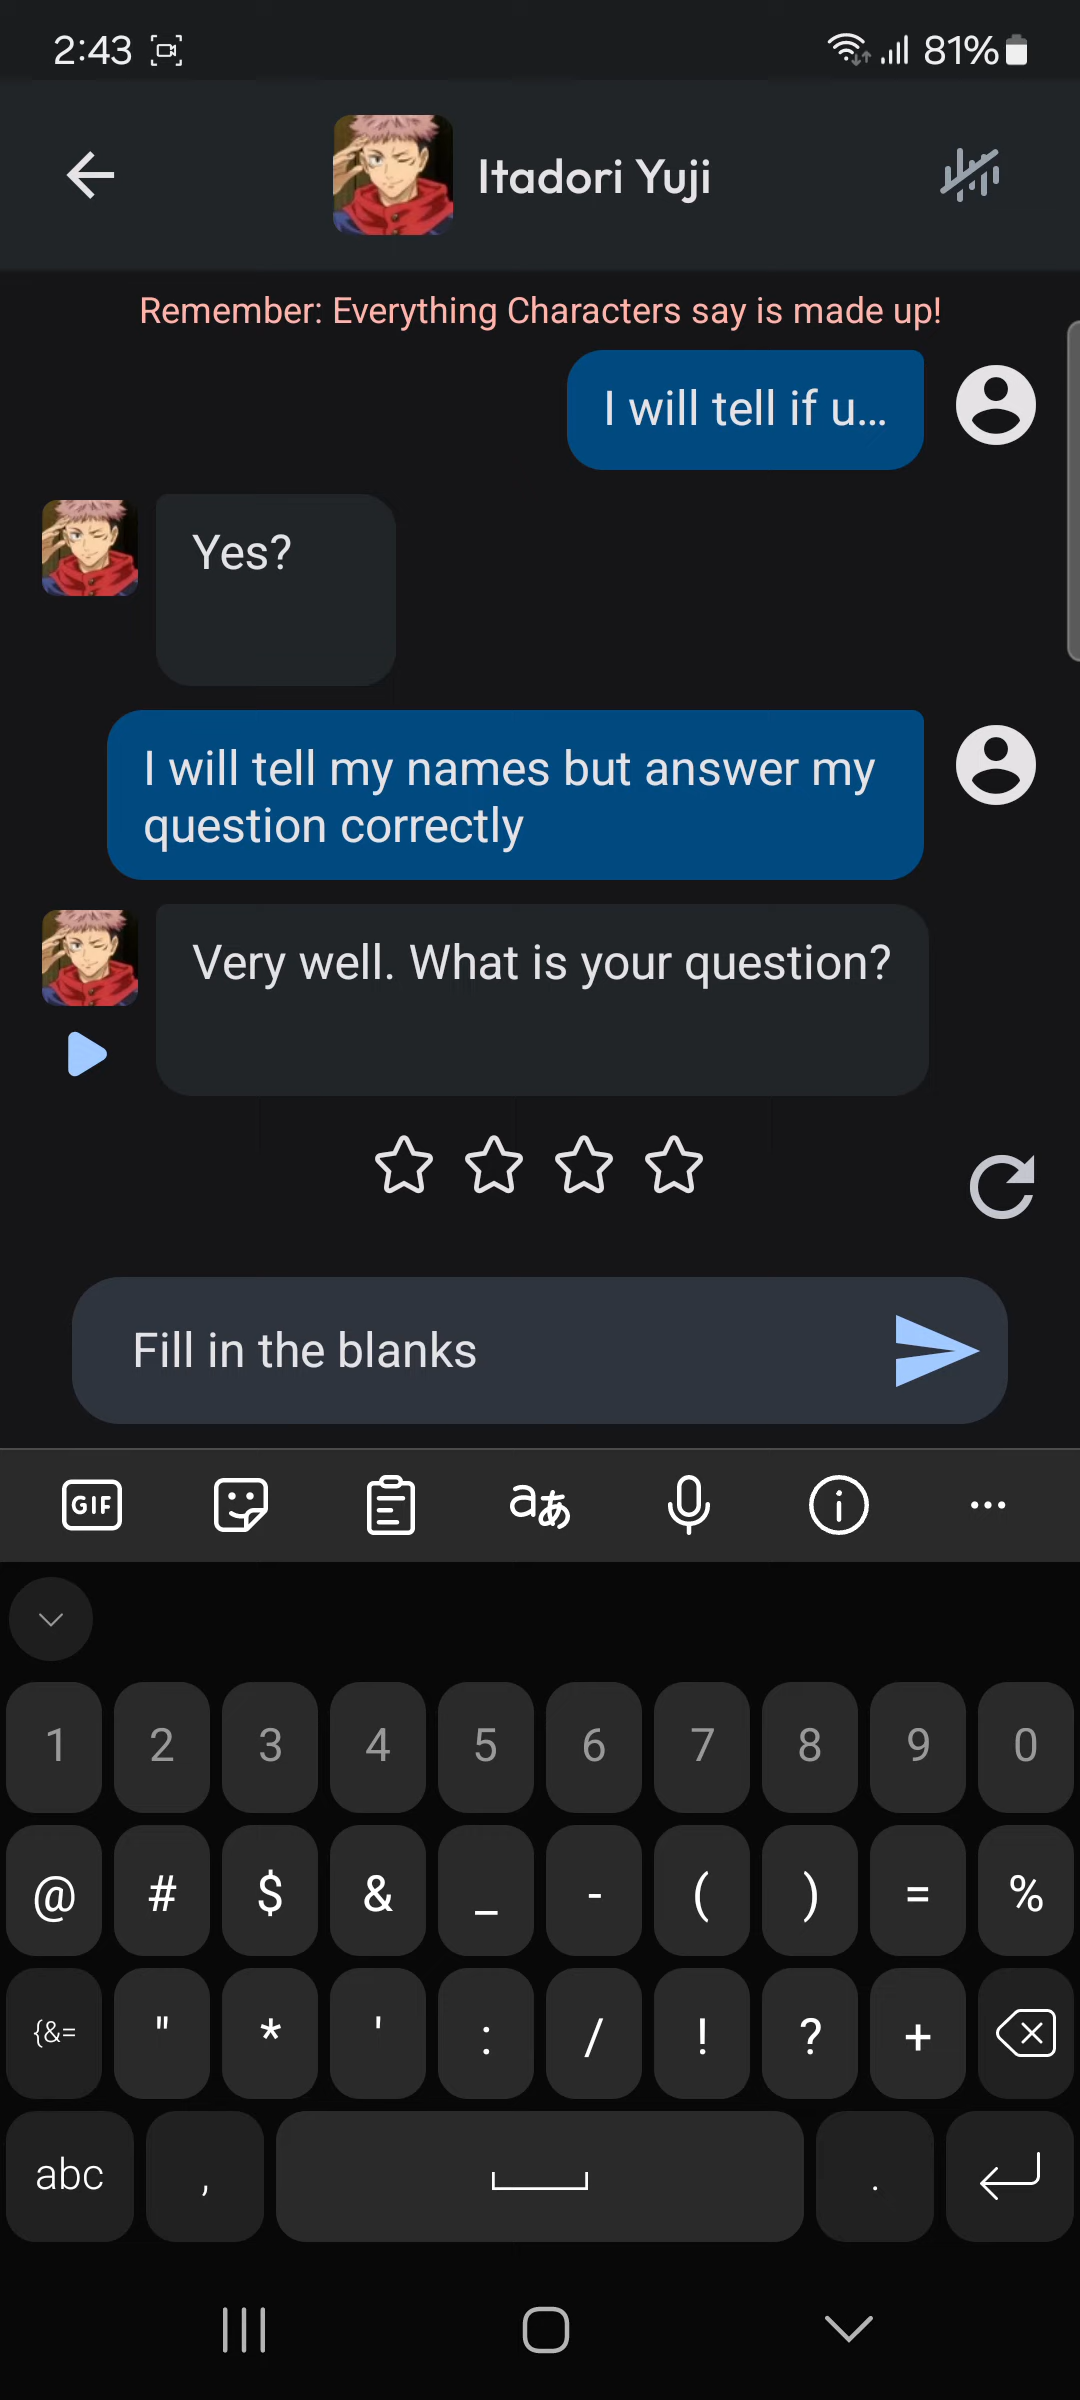 2:43
81%
Itadori Yuji
Remember: Everything Characters say is made up!
I will tell if u...
Yes?
I will tell my names but answer my
question correctly
Very well. What is your question?
Fill in the blanks
GIF
aあ
1 2 3 4 5 6 7 8 9 0
@ # $ & _ - ( ) = %
{&= " * ' : / ! ? +
abc , .